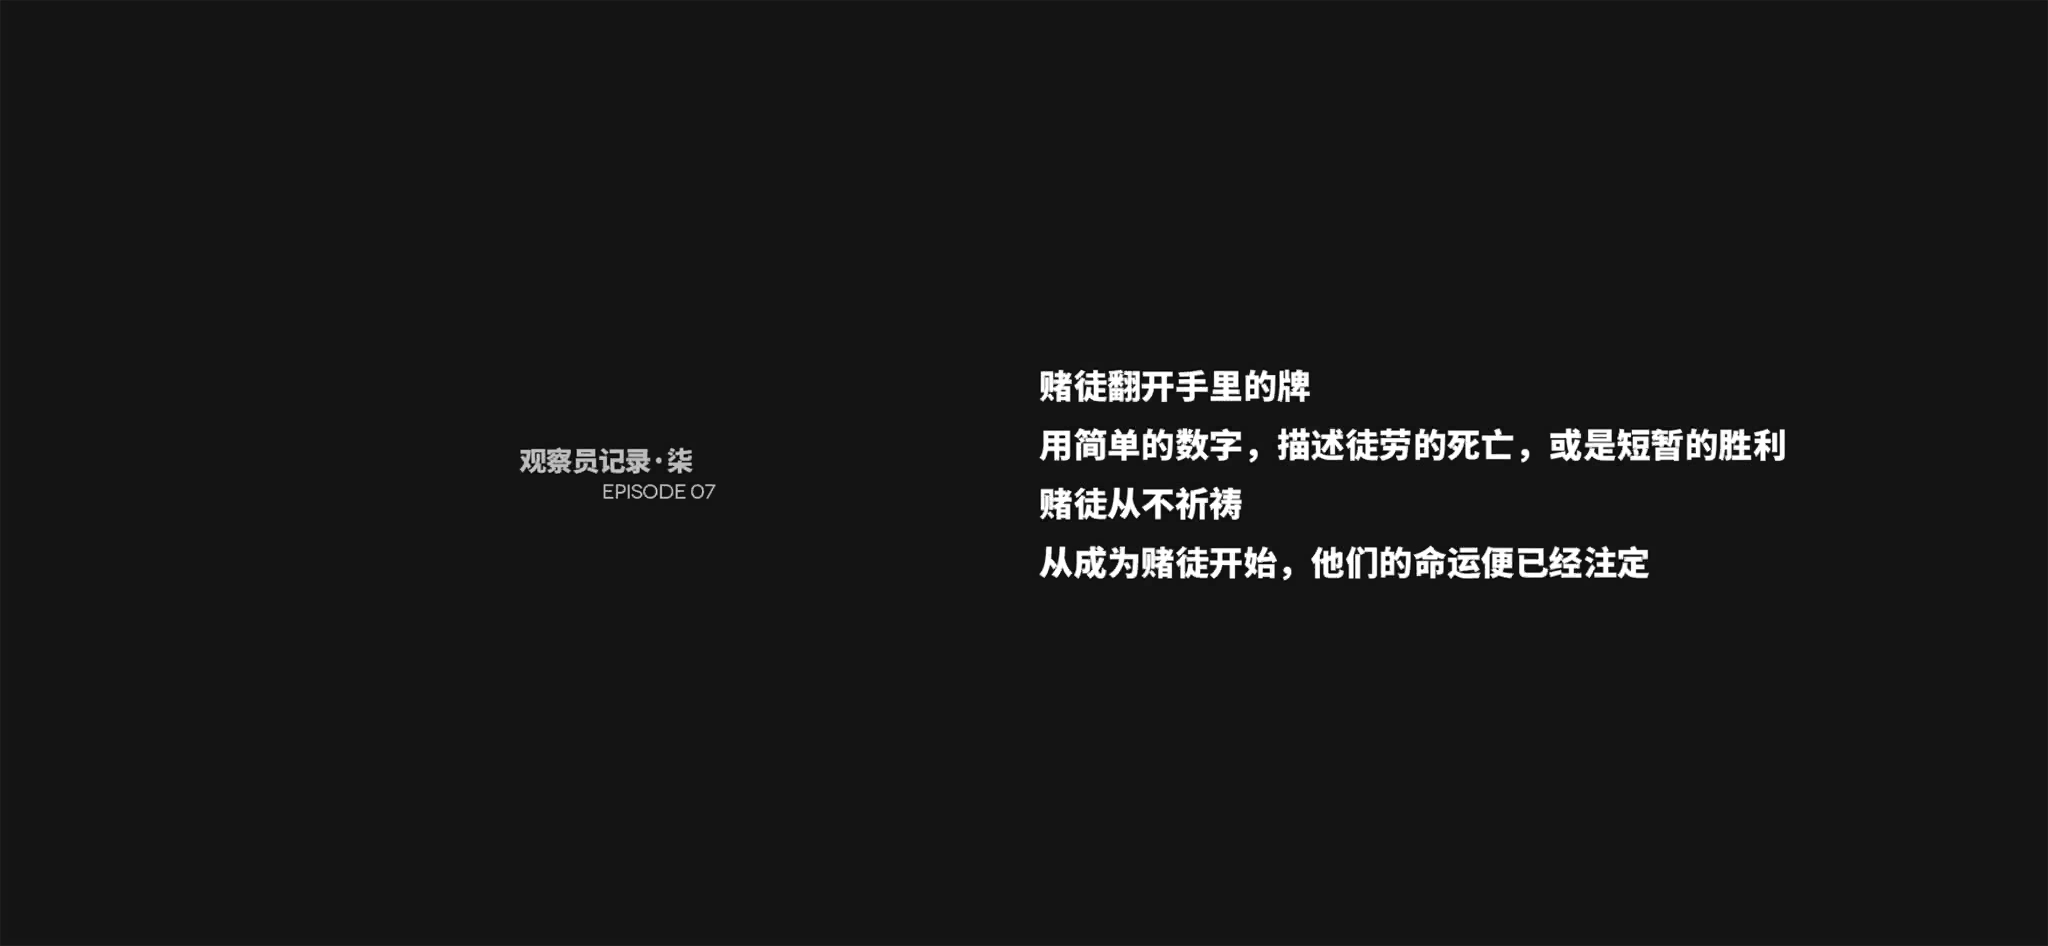 观察员记录·柒
EPISODE 07
赌徒翻开手里的牌
用简单的数字，描述徒劳的死亡，或是短暂的胜利
赌徒从不祈祷
从成为赌徒开始，他们的命运便已经注定